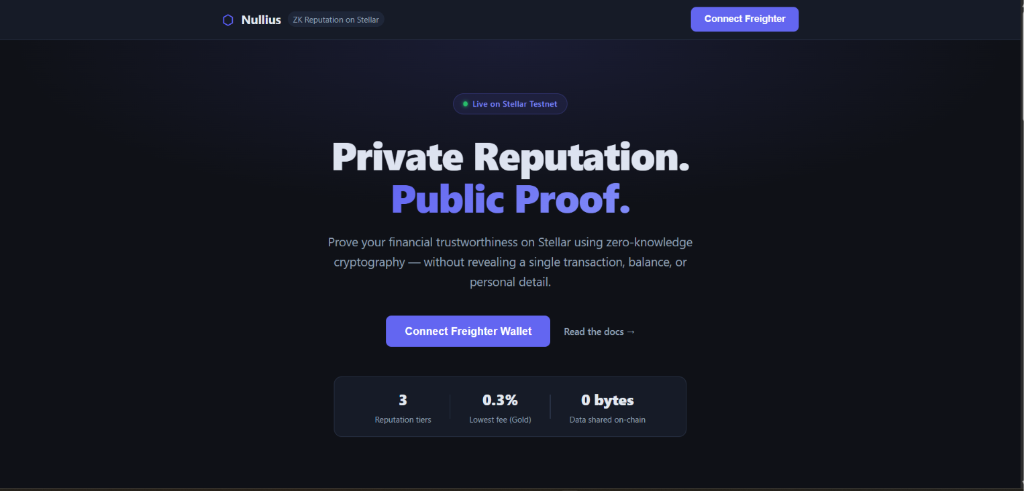 Nullius
ZK Reputation on Stellar
Connect Freighter
Live on Stellar Testnet
Private Reputation.
Public Proof.
Prove your financial trustworthiness on Stellar using zero-knowledge
cryptography — without revealing a single transaction, balance, or
personal detail.
Connect Freighter Wallet
Read the docs →
3
Reputation tiers
0.3%
Lowest fee (Gold)
0 bytes
Data shared on-chain